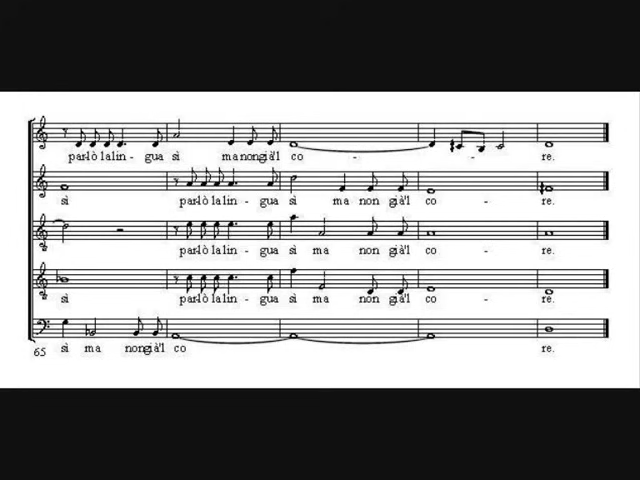 parlò la lin - gua sì ma non già'l co - - re.
sì parlò la lin - gua sì ma non già'l co - re.
parlò la lin - gua sì ma non già'l co - re.
sì parlò la lin - gua sì ma non già'l co - re.
65 sì ma non già'l co re.